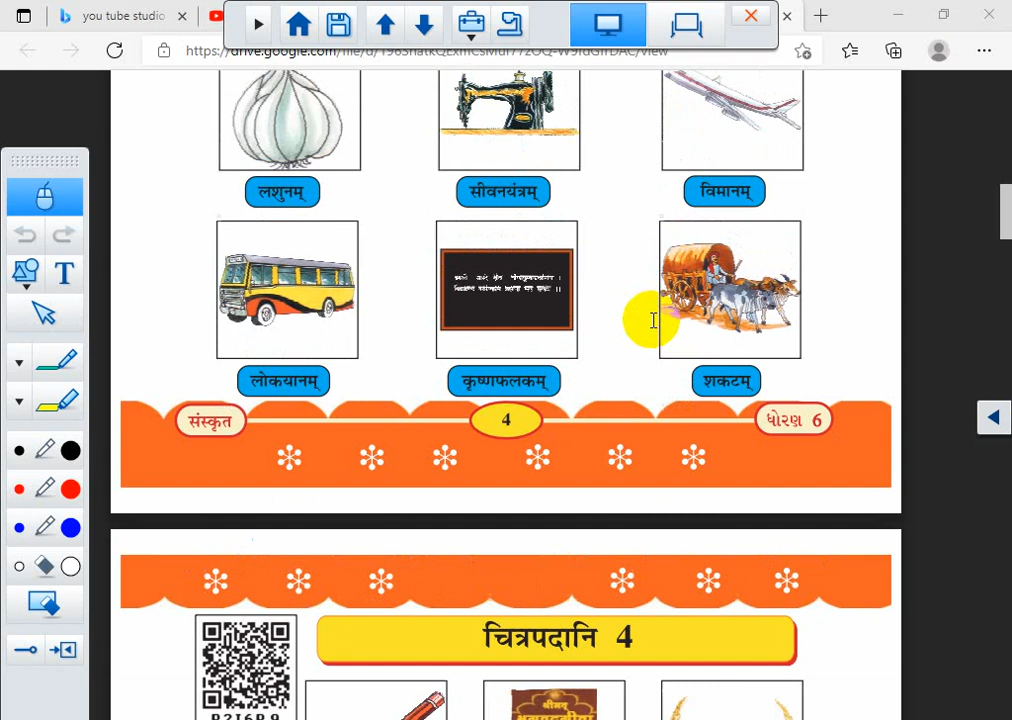 you tube studio
https://drive.google.com/file/d/
लशुनम्
सीवनयंत्रम्
विमानम्
लोकयानम्
कृष्णफलकम्
शकटम्
સંસ્કૃત
4
ધોરણ 6
चित्रपदानि 4
T